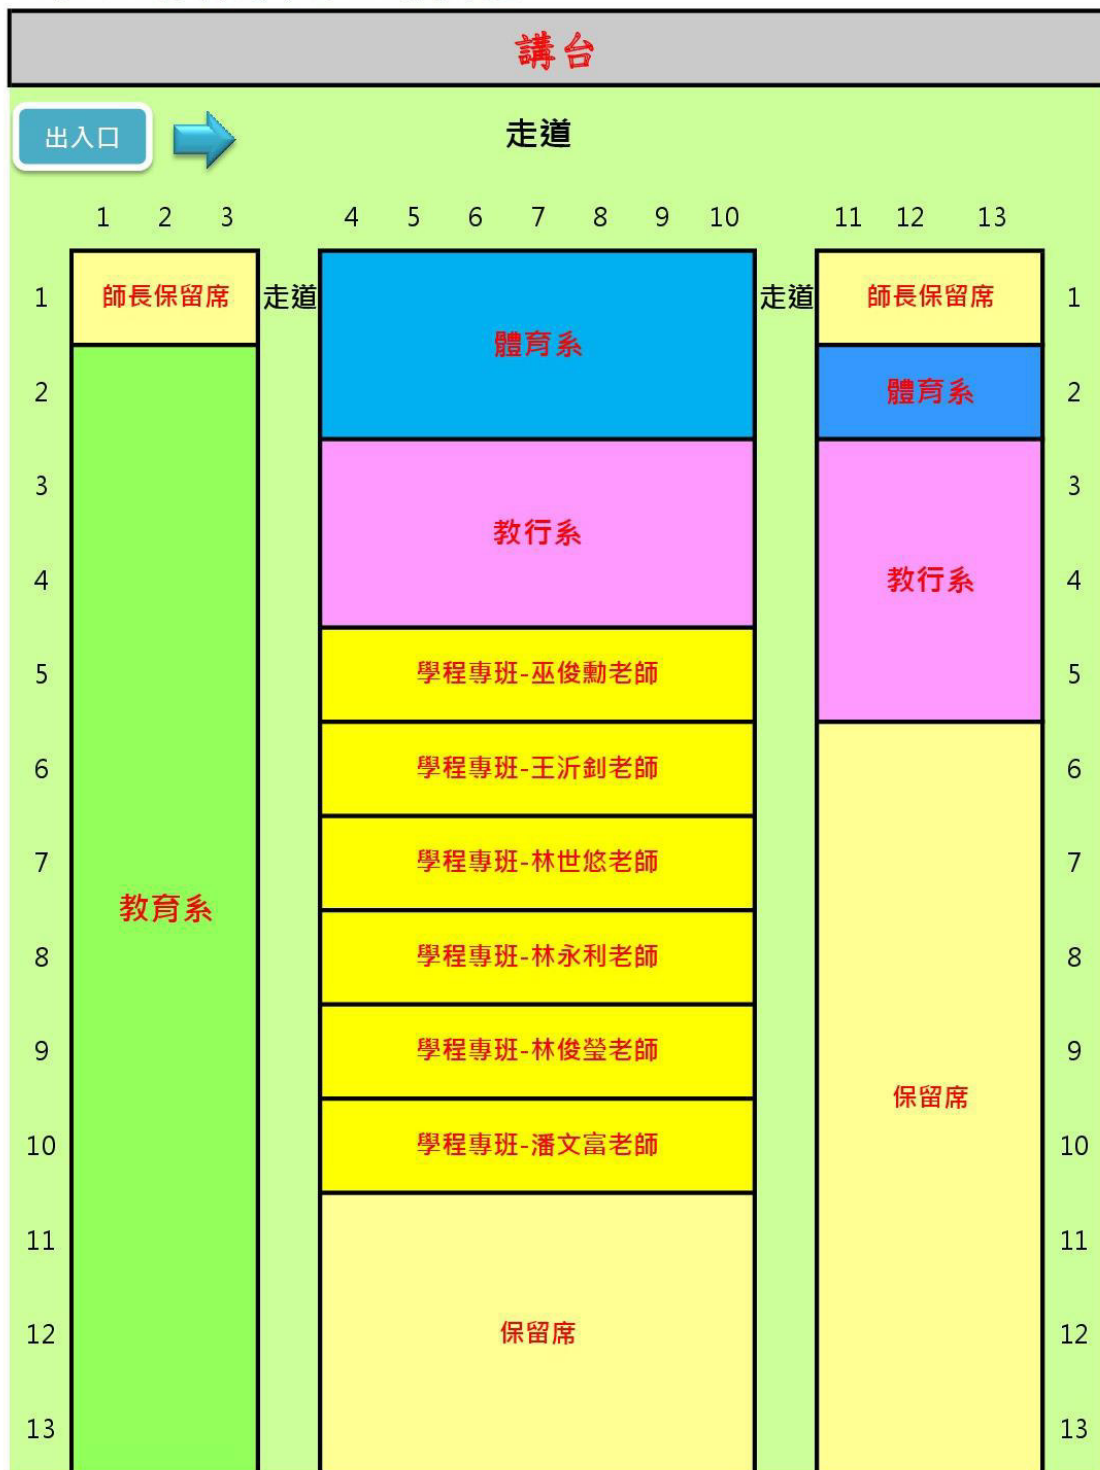 講台
出入口 走道
1 2 3 4 5 6 7 8 9 10 11 12 13
1 師長保留席 走道 體育系 走道 師長保留席 1
2 體育系 2
3 教行系 3
4 教行系 4
5 學程專班-巫俊勳老師 5
6 學程專班-王沂釗老師 6
7 學程專班-林世悠老師 7
教育系
8 學程專班-林永利老師 8
9 學程專班-林俊瑩老師 9
保留席
10 學程專班-潘文富老師 10
11 11
12 保留席 12
13 13